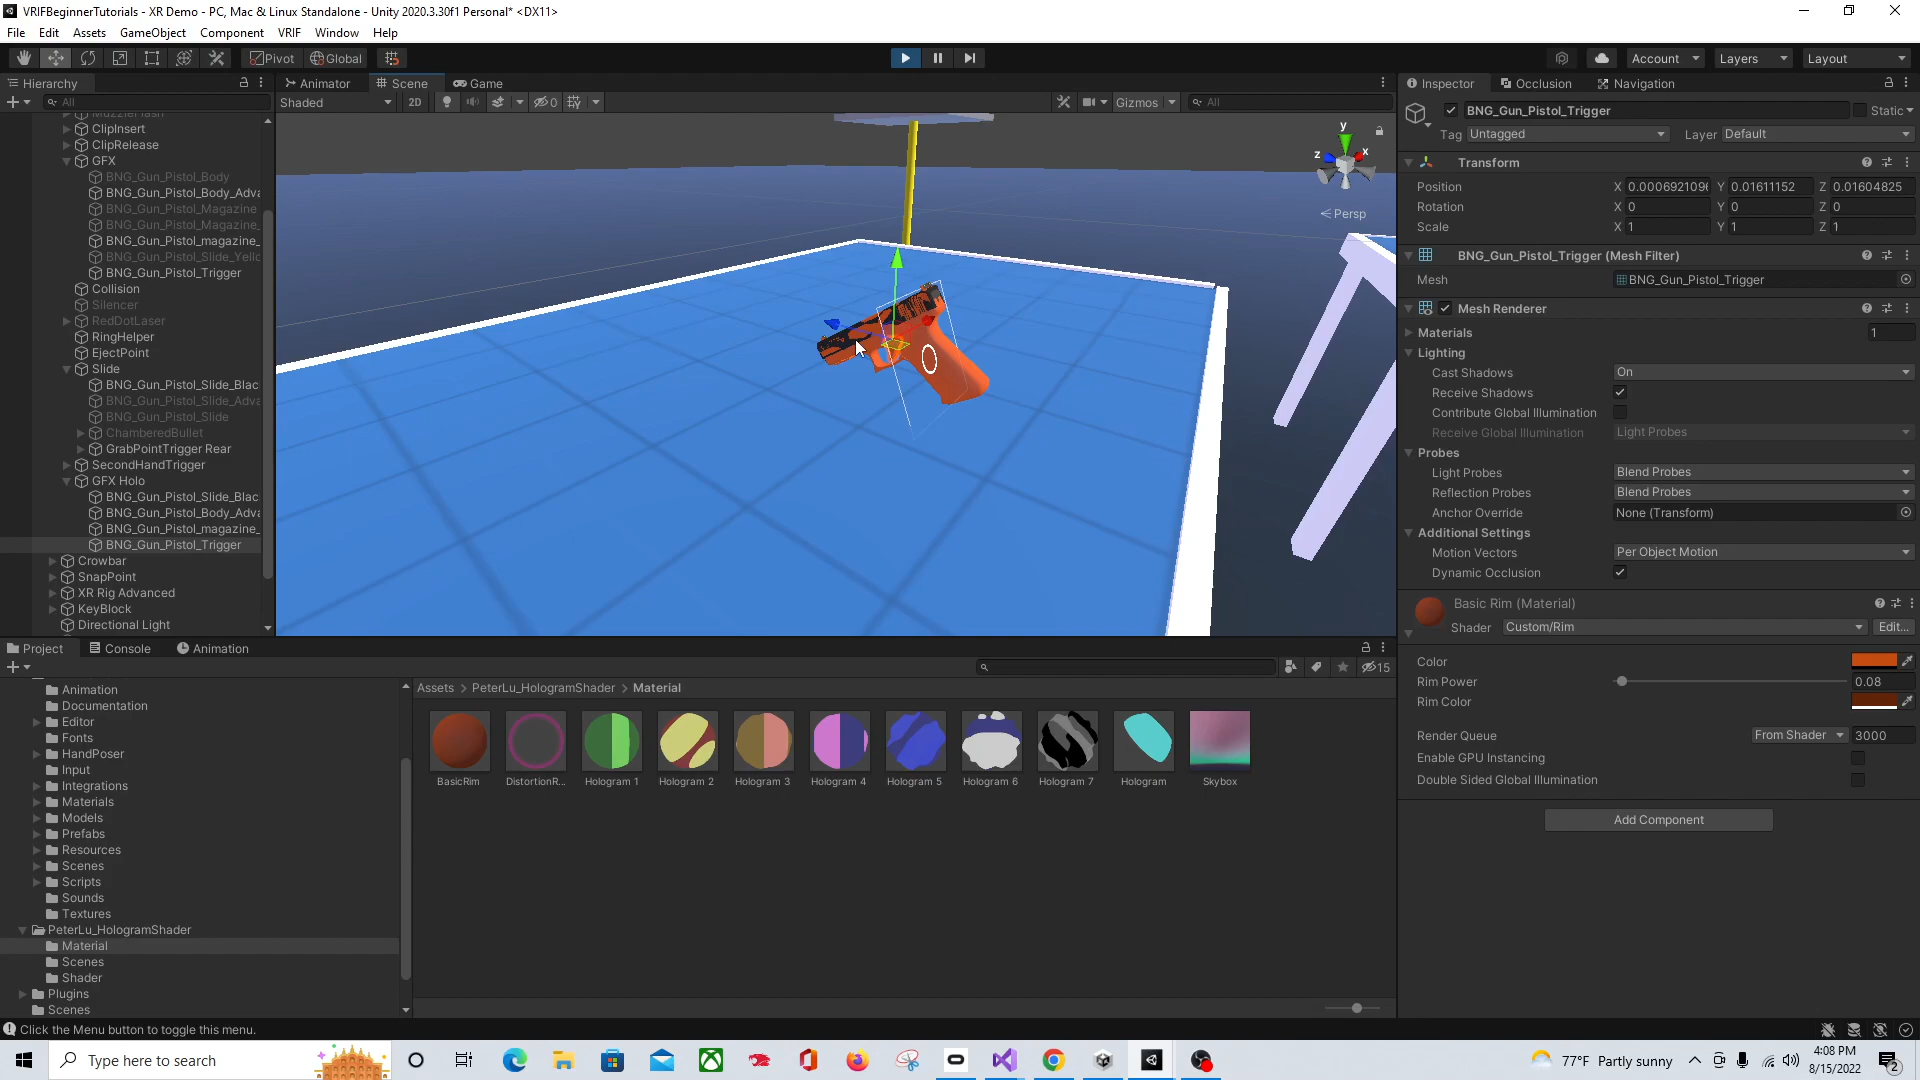 VRIFBeginnerTutorials - XR Demo - PC, Mac & Linux Standalone - Unity 2020.3.30f1 Personal* <DX11>
File Edit Assets GameObject Component VRIF Window Help
Pivot Global Account Layers Layout
Hierarchy Animator Scene Game Inspector Occlusion Navigation
All Shaded 2D 0 Gizmos All
MuzzleFlash
ClipInsert
ClipRelease
GFX
BNG_Gun_Pistol_Body
BNG_Gun_Pistol_Body_Adva
BNG_Gun_Pistol_Magazine
BNG_Gun_Pistol_Magazine_
BNG_Gun_Pistol_magazine_
BNG_Gun_Pistol_Slide_Yello
BNG_Gun_Pistol_Trigger
Collision
Silencer
RedDotLaser
RingHelper
EjectPoint
Slide
BNG_Gun_Pistol_Slide_Blac
BNG_Gun_Pistol_Slide_Adva
BNG_Gun_Pistol_Slide
ChamberedBullet
GrabPointTrigger Rear
SecondHandTrigger
GFX Holo
BNG_Gun_Pistol_Slide_Blac
BNG_Gun_Pistol_Body_Adva
BNG_Gun_Pistol_magazine_
BNG_Gun_Pistol_Trigger
Crowbar
SnapPoint
XR Rig Advanced
KeyBlock
Directional Light
y
z x
Persp
BNG_Gun_Pistol_Trigger Static
Tag Untagged Layer Default
Transform
Position X 0.0006921096 Y 0.01611152 Z 0.01604825
Rotation X 0 Y 0 Z 0
Scale X 1 Y 1 Z 1
BNG_Gun_Pistol_Trigger (Mesh Filter)
Mesh BNG_Gun_Pistol_Trigger
Mesh Renderer
Materials 1
Lighting
Cast Shadows On
Receive Shadows
Contribute Global Illumination
Receive Global Illumination Light Probes
Probes
Light Probes Blend Probes
Reflection Probes Blend Probes
Anchor Override None (Transform)
Additional Settings
Motion Vectors Per Object Motion
Dynamic Occlusion
Basic Rim (Material)
Shader Custom/Rim Edit...
Color
Rim Power 0.08
Rim Color
Render Queue From Shader 3000
Enable GPU Instancing
Double Sided Global Illumination
Add Component
Project Console Animation
15
Animation
Documentation
Editor
Fonts
HandPoser
Input
Integrations
Materials
Models
Prefabs
Resources
Scenes
Scripts
Sounds
Textures
PeterLu_HologramShader
Material
Scenes
Shader
Plugins
Scenes
Assets > PeterLu_HologramShader > Material
BasicRim DistortionR... Hologram 1 Hologram 2 Hologram 3 Hologram 4 Hologram 5 Hologram 6 Hologram 7 Hologram Skybox
Click the Menu button to toggle this menu.
Type here to search
77°F Partly sunny
4:08 PM
8/15/2022
2